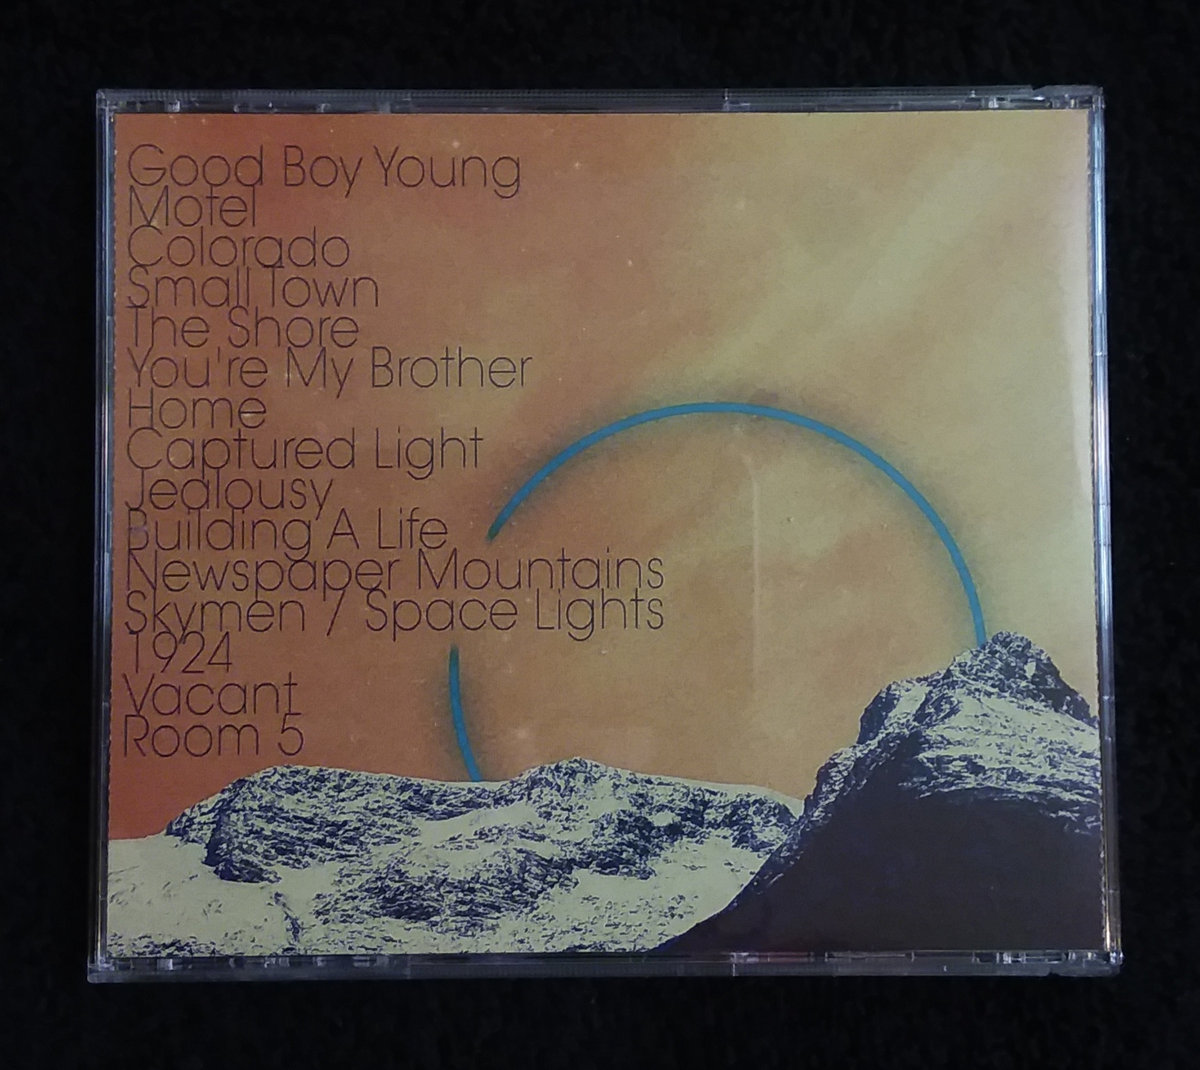 Good Boy Young
Motel
Colorado
Small Town
The Shore
You're My Brother
Home
Captured Light
Jealousy
Building A Life
Newspaper Mountains
Skymen / Space Lights
1924
Vacant
Room 5